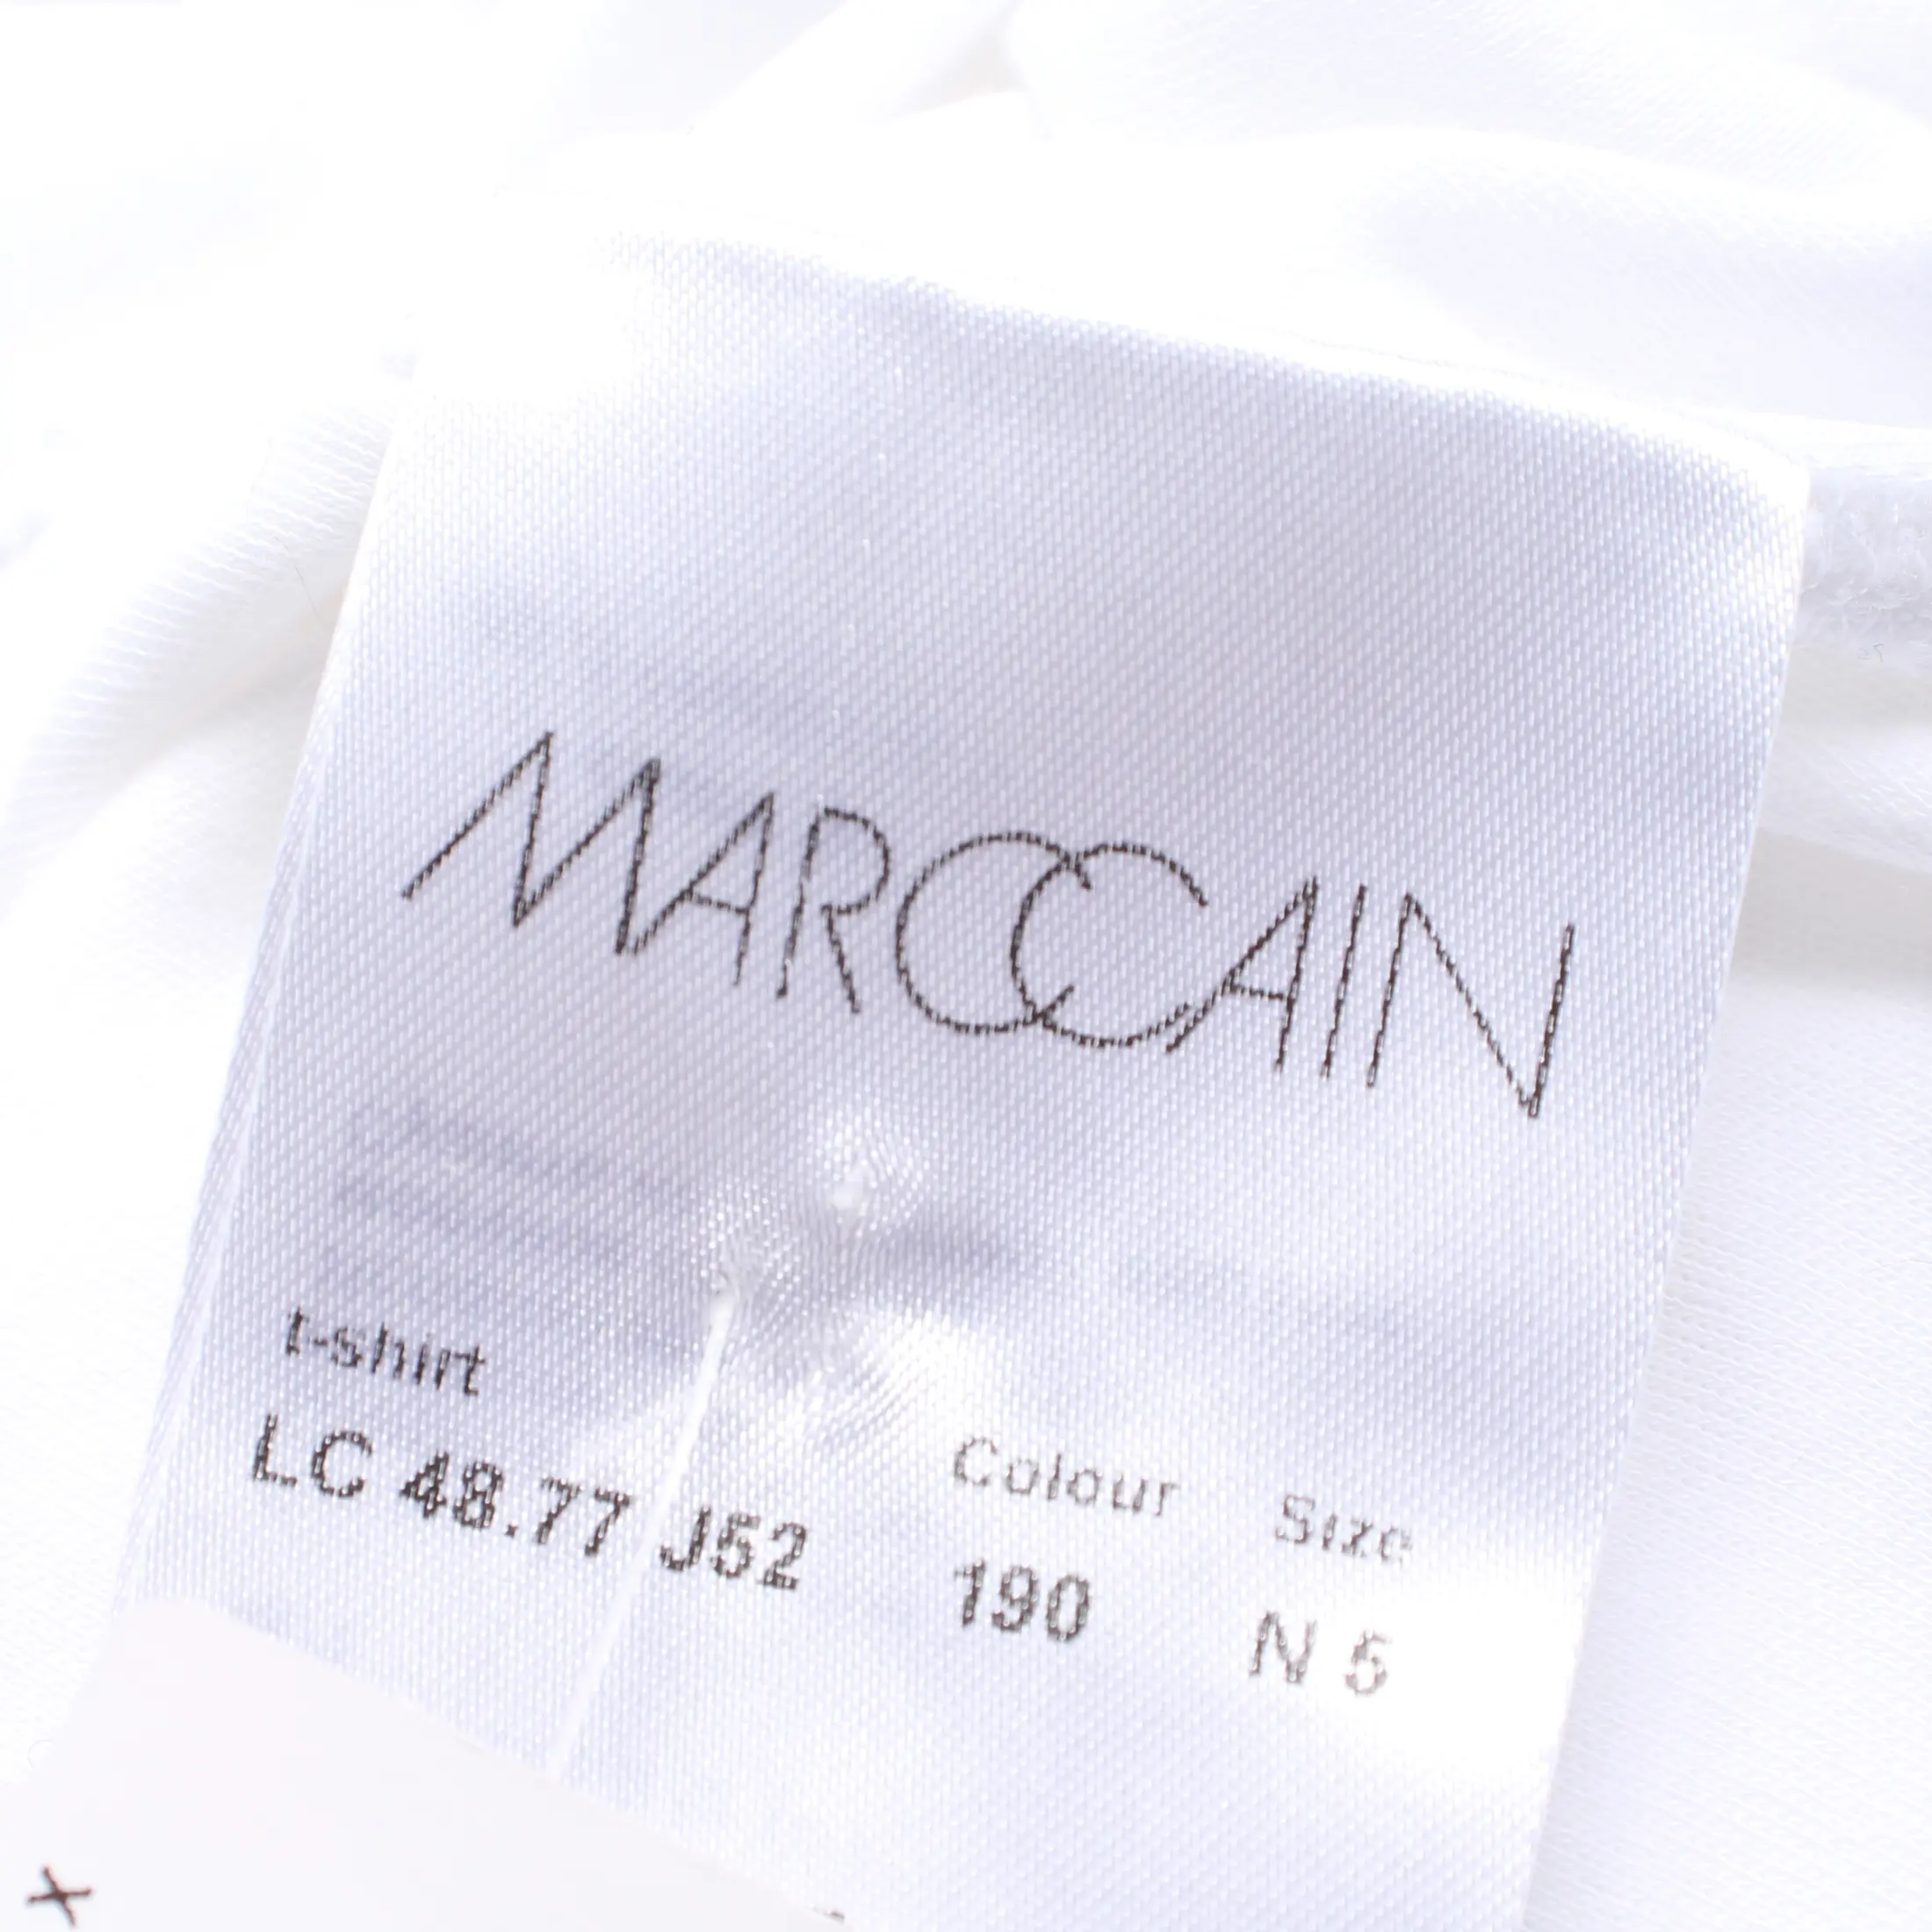 MARCCAIN
t-shirt
Colour Size
LC 48.77 J52 190 N 5
x